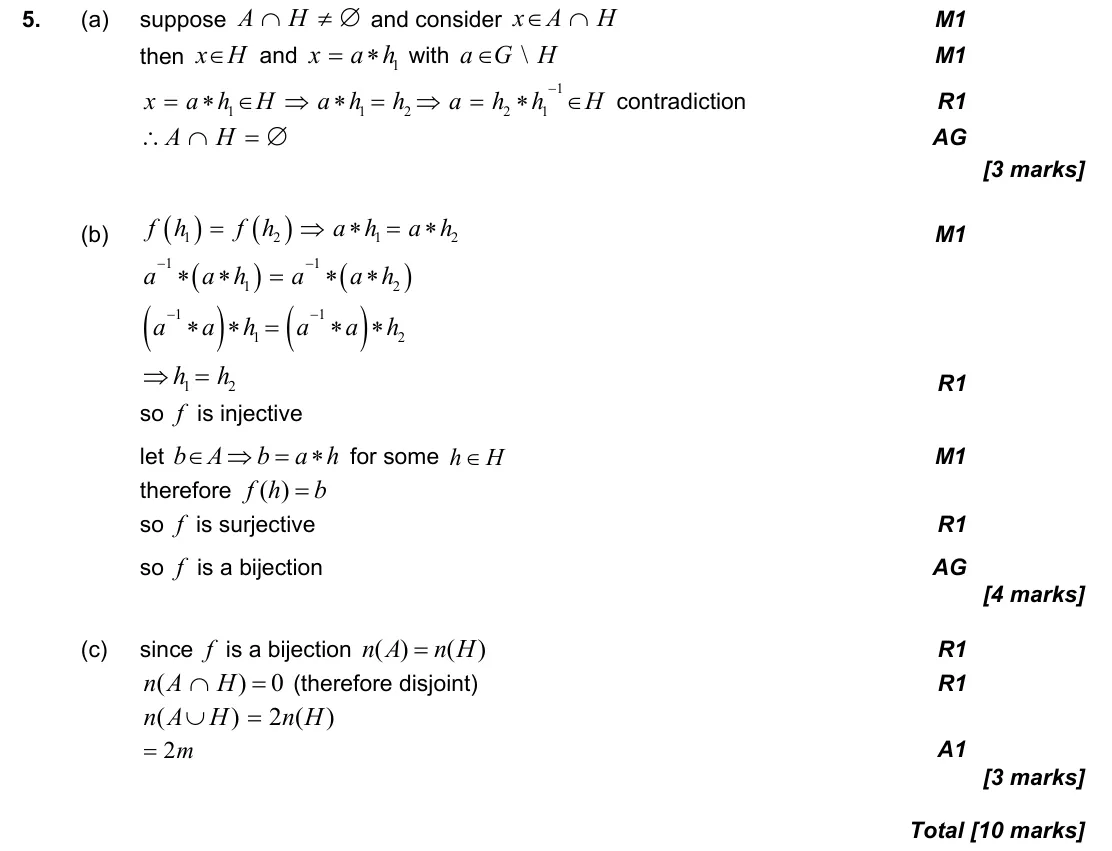 5. (a) suppose A ∩ H ≠ ∅ and consider x∈A ∩ H M1
then x∈H and x = a∗h₁ with a∈G \ H M1
x = a∗h₁∈H ⇒ a∗h₁ = h₂ ⇒ a = h₂∗h₁⁻¹∈H contradiction R1
∴ A ∩ H = ∅ AG
[3 marks]
(b) f(h₁) = f(h₂) ⇒ a∗h₁ = a∗h₂ M1
a⁻¹∗(a∗h₁) = a⁻¹∗(a∗h₂)
(a⁻¹∗a)∗h₁ = (a⁻¹∗a)∗h₂
⇒ h₁ = h₂ R1
so f is injective
let b∈A ⇒ b = a∗h for some h∈H M1
therefore f(h) = b
so f is surjective R1
so f is a bijection AG
[4 marks]
(c) since f is a bijection n(A) = n(H) R1
n(A ∩ H) = 0 (therefore disjoint) R1
n(A∪H) = 2n(H)
= 2m A1
[3 marks]
Total [10 marks]